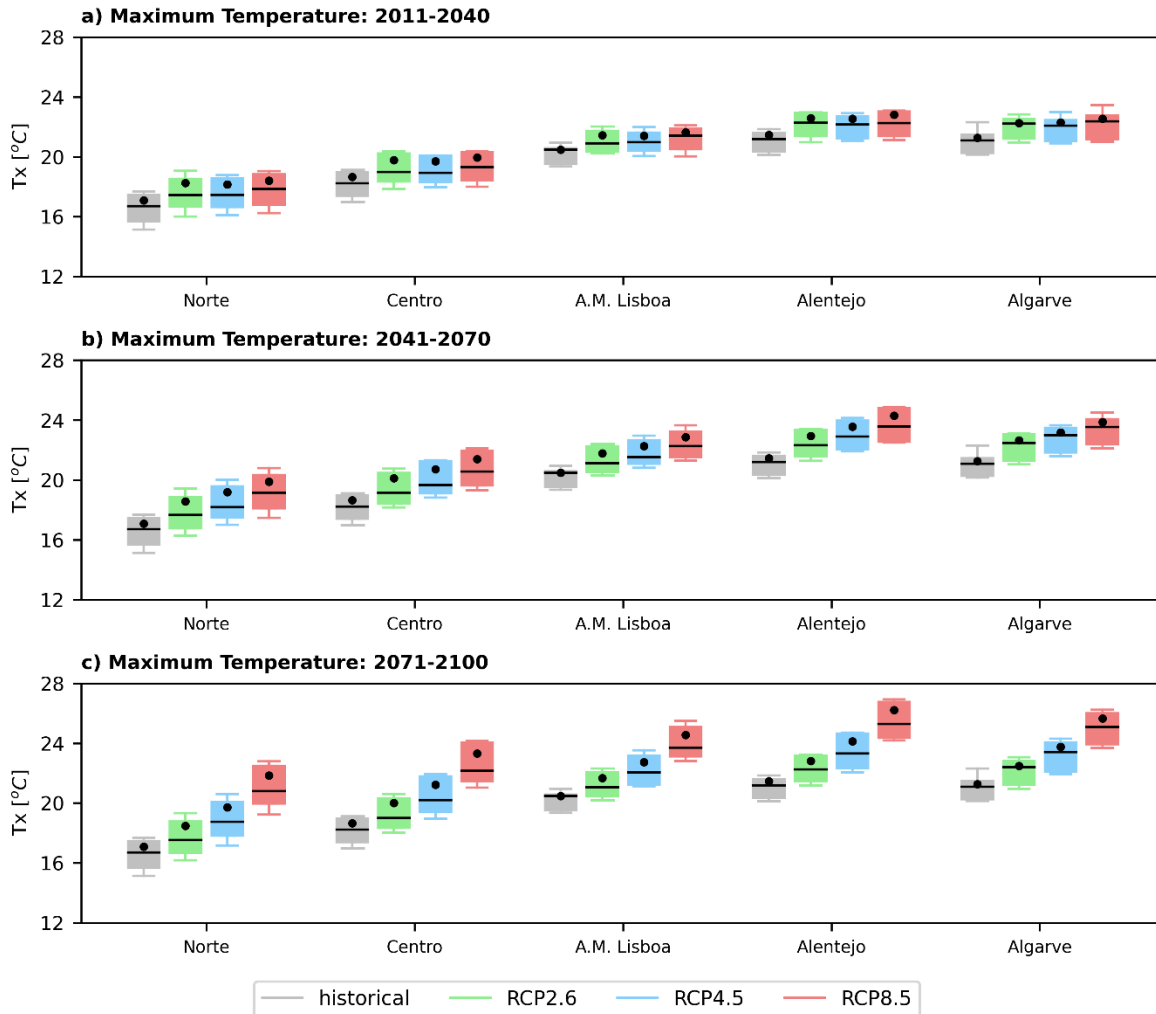 a) Maximum Temperature: 2011-2040
28
24
20
16
12
Tx [°C]
Norte Centro A.M. Lisboa Alentejo Algarve
b) Maximum Temperature: 2041-2070
28
24
20
16
12
Tx [°C]
Norte Centro A.M. Lisboa Alentejo Algarve
c) Maximum Temperature: 2071-2100
28
24
20
16
12
Tx [°C]
Norte Centro A.M. Lisboa Alentejo Algarve
historical RCP2.6 RCP4.5 RCP8.5